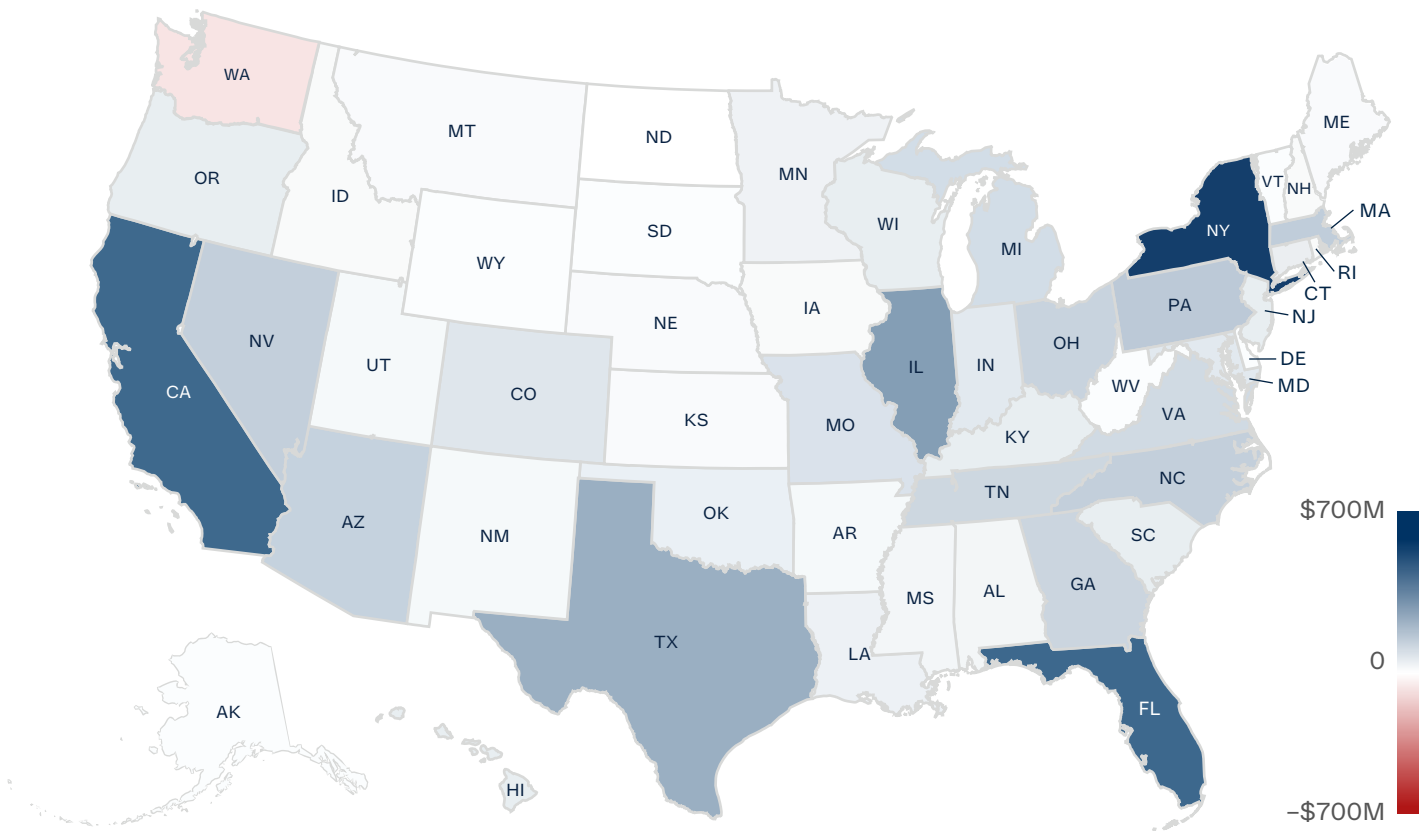 WA
MT
ND
MN
ME
OR
ID
VT
NH
SD
WI
MA
NY
WY
MI
RI
CT
NE
IA
PA
NJ
NV
UT
OH
DE
IN
IL
MD
CA
CO
WV
KS
MO
VA
KY
NC
TN
$700M
AZ
OK
NM
AR
SC
GA
AL
MS
TX
LA
0
FL
AK
HI
−$700M